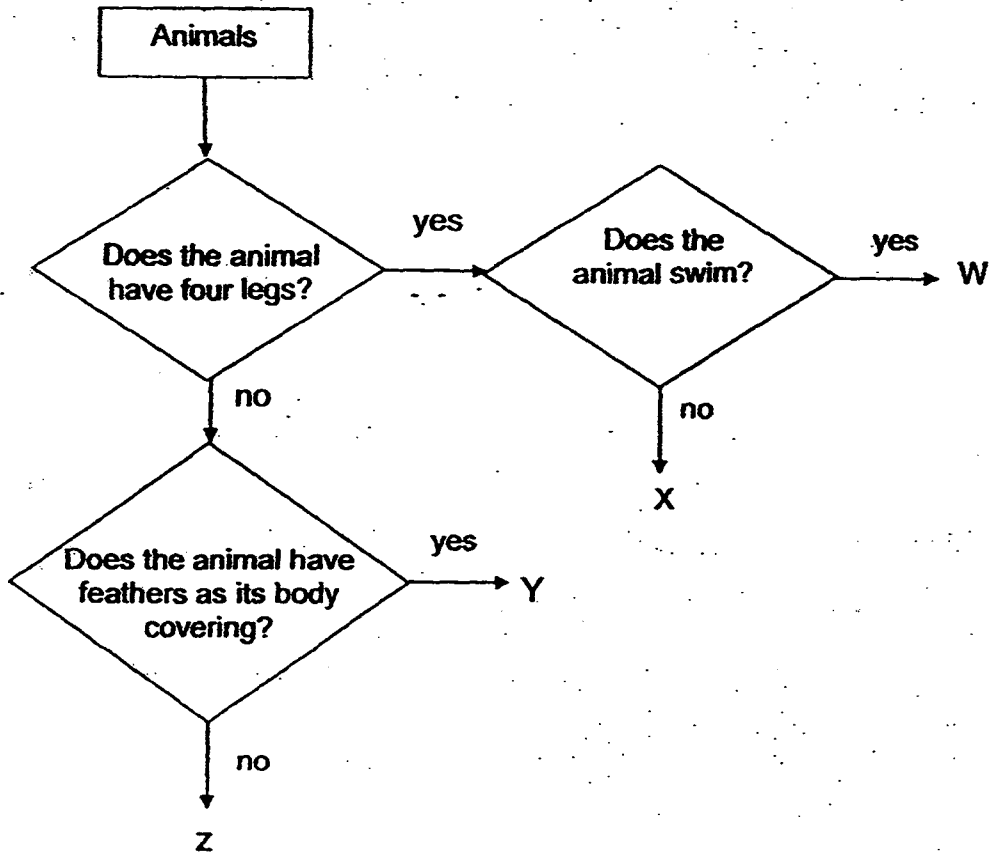 Animals
Does the animal
have four legs?
yes
Does the
animal swim?
yes
W
no
no
X
Does the animal have
feathers as its body
covering?
yes
Y
no
Z